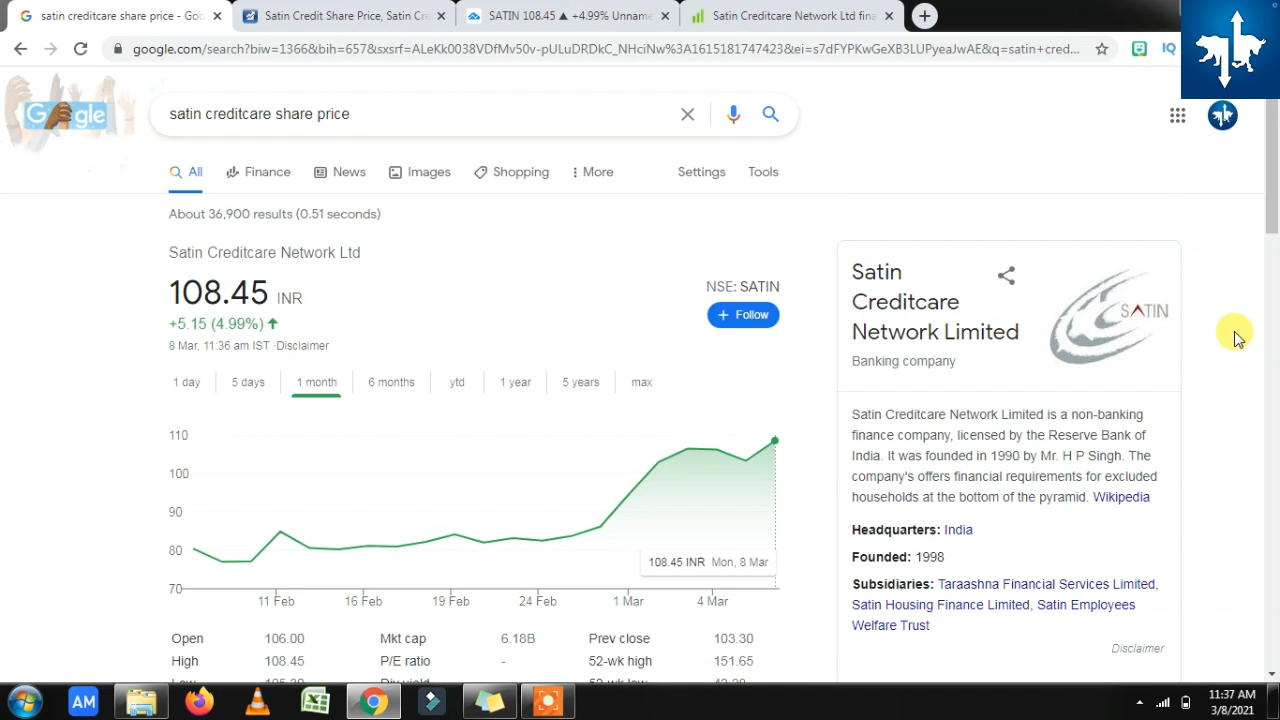 satin creditcare share price - Goo
Satin Credit Share Price, Satin Cr
SATIN 108.45 ▲ +4.99% Unname
Satin Creditcare Network Ltd fina
google.com/search?biw=1366&bih=657&sxsrf=ALeKk0038VDfMv50v-pULuDRDkC_NHciNw%3A1615181747423&ei=s7dFYPKwGeXB3LUPyeaJwAE&q=satin+cred...
IQ
Google
satin creditcare share price
All
Finance
News
Images
Shopping
More
Settings
Tools
About 36,900 results (0.51 seconds)
Satin Creditcare Network Ltd
108.45 INR
+5.15 (4.99%)
8 Mar, 11:36 am IST · Disclaimer
NSE: SATIN
+ Follow
1 day
5 days
1 month
6 months
ytd
1 year
5 years
max
110
100
90
80
70
108.45 INR Mon, 8 Mar
11 Feb
16 Feb
19 Feb
24 Feb
1 Mar
4 Mar
Open 106.00 Mkt cap 6.18B Prev close 103.30
High 108.45 P/E ratio - 52-wk high 151.65
Satin
Creditcare
Network Limited
Banking company
SATIN
Satin Creditcare Network Limited is a non-banking
finance company, licensed by the Reserve Bank of
India. It was founded in 1990 by Mr. H P Singh. The
company's offers financial requirements for excluded
households at the bottom of the pyramid. Wikipedia
Headquarters: India
Founded: 1998
Subsidiaries: Taraashna Financial Services Limited,
Satin Housing Finance Limited, Satin Employees
Welfare Trust
Disclaimer
AM
11:37 AM
3/8/2021